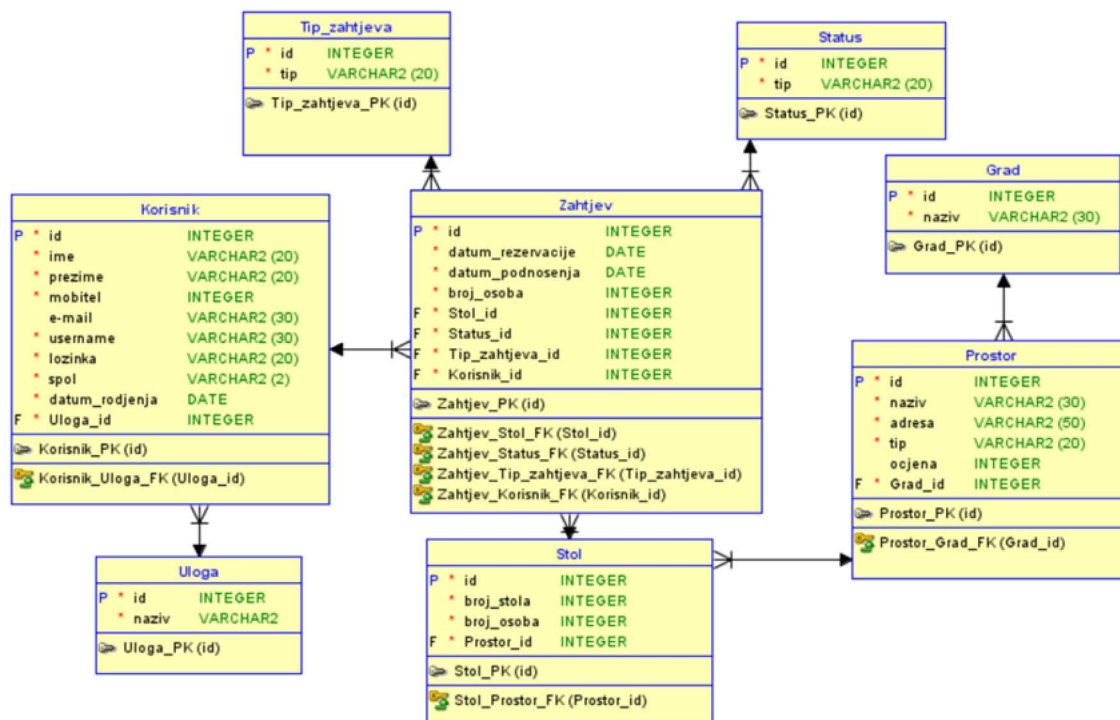 Tip_zahtjeva
P * id INTEGER
* tip VARCHAR2 (20)
Tip_zahtjeva_PK (id)
Status
P * id INTEGER
* tip VARCHAR2 (20)
Status_PK (id)
Grad
P * id INTEGER
* naziv VARCHAR2 (30)
Grad_PK (id)
Korisnik
P * id INTEGER
* ime VARCHAR2 (20)
* prezime VARCHAR2 (20)
* mobitel INTEGER
e-mail VARCHAR2 (30)
* username VARCHAR2 (30)
* lozinka VARCHAR2 (20)
* spol VARCHAR2 (2)
* datum_rodjenja DATE
F * Uloga_id INTEGER
Korisnik_PK (id)
Korisnik_Uloga_FK (Uloga_id)
Zahtjev
P * id INTEGER
* datum_rezervacije DATE
* datum_podnosenja DATE
* broj_osoba INTEGER
F * Stol_id INTEGER
F * Status_id INTEGER
F * Tip_zahtjeva_id INTEGER
F * Korisnik_id INTEGER
Zahtjev_PK (id)
Zahtjev_Stol_FK (Stol_id)
Zahtjev_Status_FK (Status_id)
Zahtjev_Tip_zahtjeva_FK (Tip_zahtjeva_id)
Zahtjev_Korisnik_FK (Korisnik_id)
Prostor
P * id INTEGER
* naziv VARCHAR2 (30)
* adresa VARCHAR2 (50)
* tip VARCHAR2 (20)
ocjena INTEGER
F * Grad_id INTEGER
Prostor_PK (id)
Prostor_Grad_FK (Grad_id)
Uloga
P * id INTEGER
* naziv VARCHAR2
Uloga_PK (id)
Stol
P * id INTEGER
* broj_stola INTEGER
* broj_osoba INTEGER
F * Prostor_id INTEGER
Stol_PK (id)
Stol_Prostor_FK (Prostor_id)